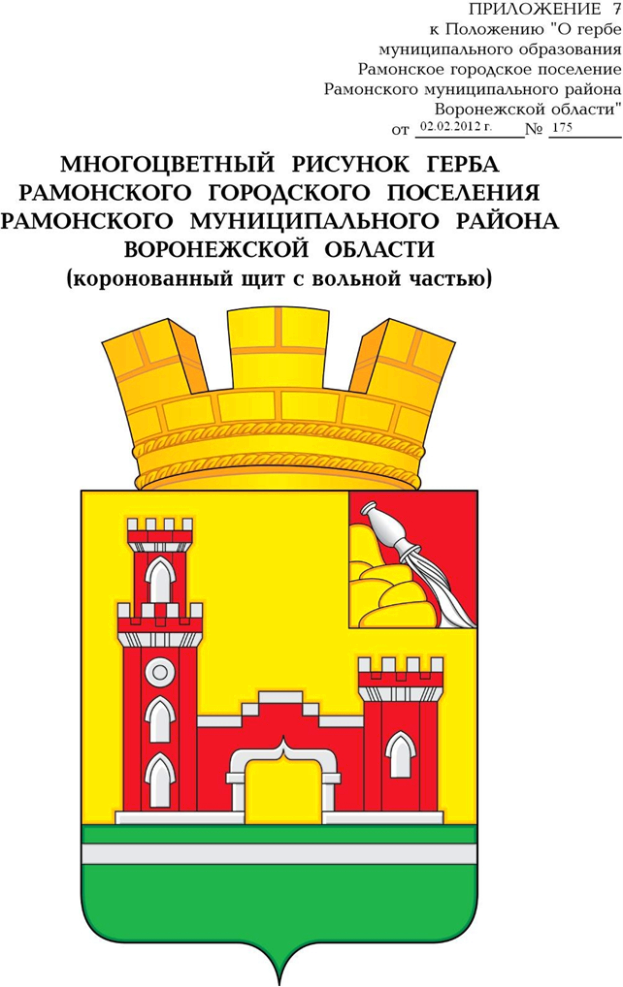 ПРИЛОЖЕНИЕ 7
к Положению "О гербе
муниципального образования
Рамонское городское поселение
Рамонского муниципального района
Воронежской области"
от 02.02.2012 г. № 175
МНОГОЦВЕТНЫЙ РИСУНОК ГЕРБА
РАМОНСКОГО ГОРОДСКОГО ПОСЕЛЕНИЯ
РАМОНСКОГО МУНИЦИПАЛЬНОГО РАЙОНА
ВОРОНЕЖСКОЙ ОБЛАСТИ
(коронованный щит с вольной частью)